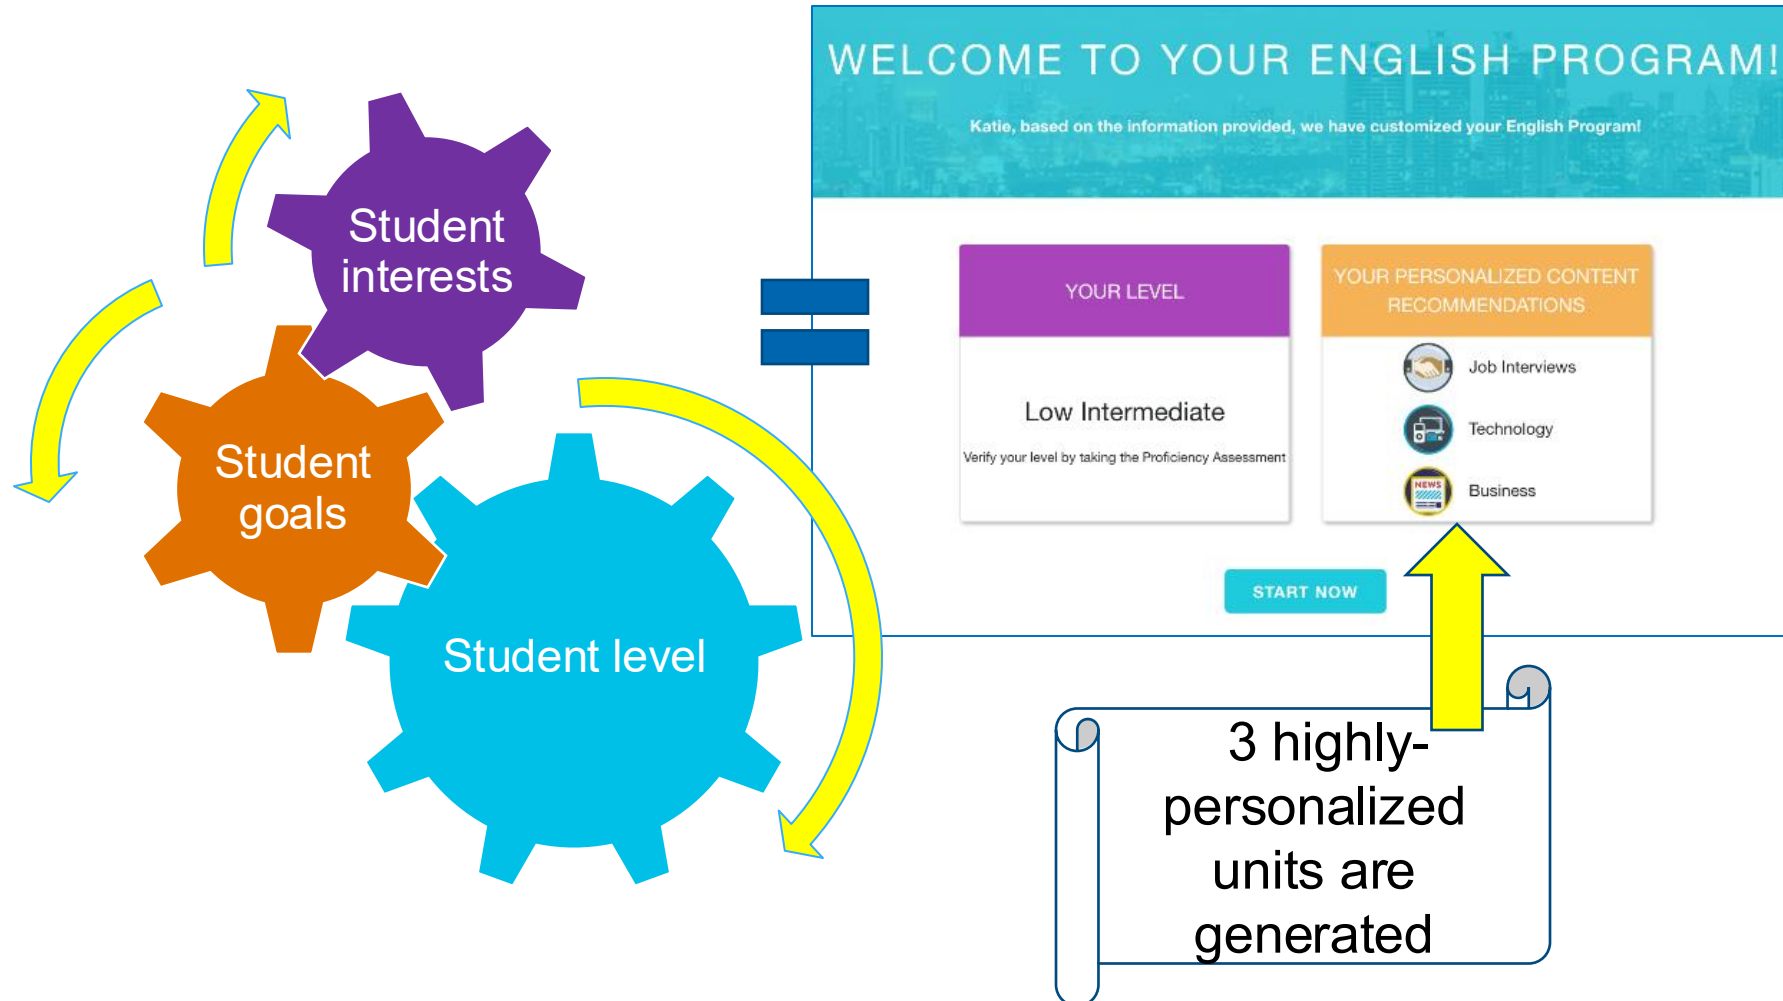 Student
interests
Student
goals
Student level
WELCOME TO YOUR ENGLISH PROGRAM!
Katie, based on the information provided, we have customized your English Program!
YOUR LEVEL
Low Intermediate
Verify your level by taking the Proficiency Assessment
YOUR PERSONALIZED CONTENT
RECOMMENDATIONS
Job Interviews
Technology
NEWS
Business
START NOW
3 highly-
personalized
units are
generated